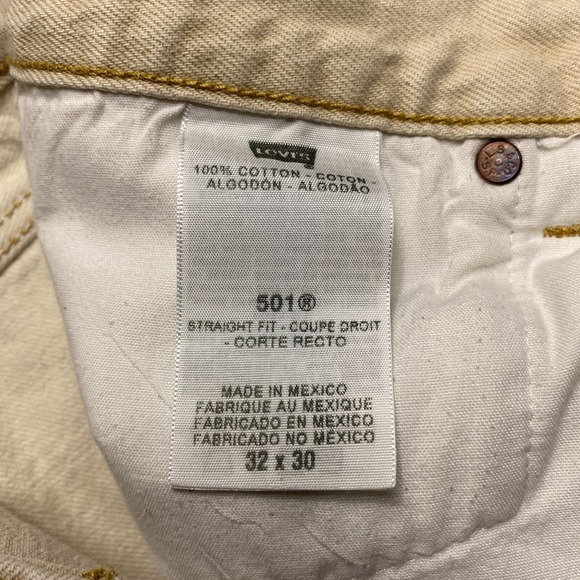 LEVI'S
100% COTTON - COTON -
ALGODÓN - ALGODÃO
501®
STRAIGHT FIT - COUPE DROIT
- CORTE RECTO
MADE IN MEXICO
FABRIQUE AU MEXIQUE
FABRICADO EN MEXICO
FABRICADO NO MÉXICO
32 x 30